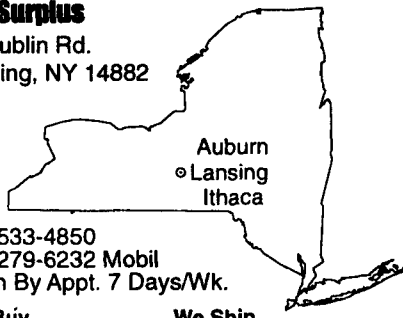 Surplus
ublin Rd.
ing, NY 14882
Auburn
Lansing
Ithaca
533-4850
279-6232 Mobil
n By Appt. 7 Days/Wk.
Buy
We Ship